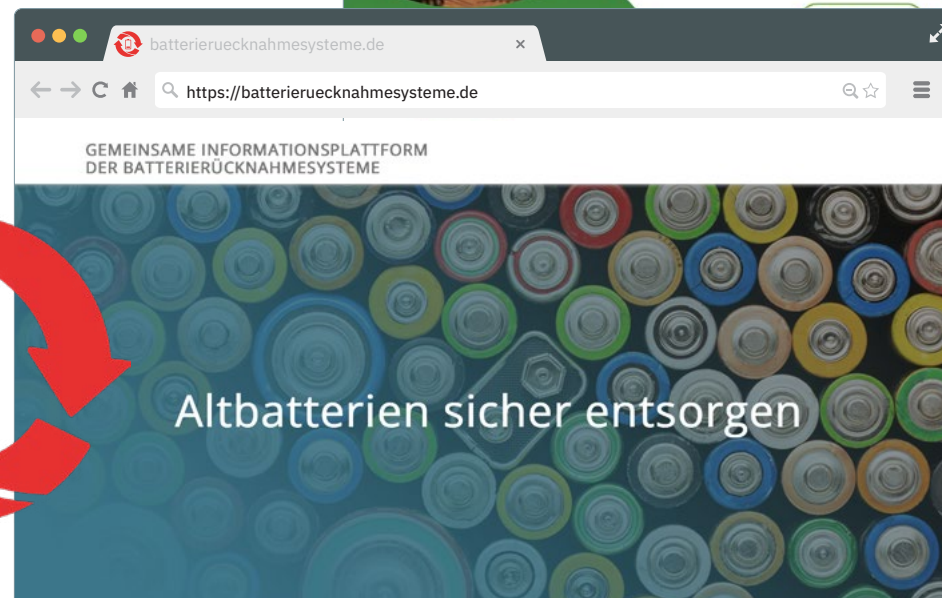 batterieruecknahmesysteme.de
https://batterieruecknahmesysteme.de
GEMEINSAME INFORMATIONSPLATTFORM
DER BATTERIERÜCKNAHMESYSTEME
Altbatterien sicher entsorgen